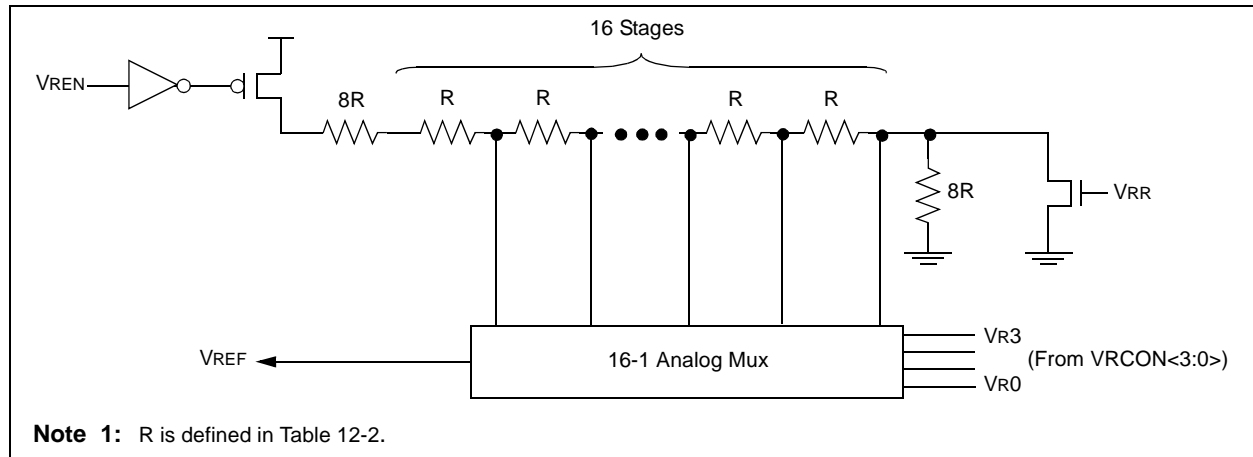 16 Stages
VREN
8R
R
R
R
R
8R
VRR
VREF
16-1 Analog Mux
VR3
(From VRCON<3:0>)
VR0
Note 1: R is defined in Table 12-2.